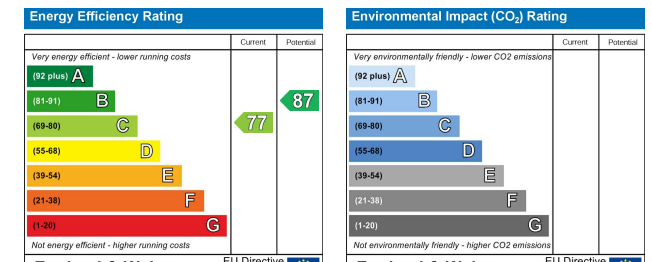 Energy Efficiency Rating
Current Potential
Very energy efficient - lower running costs
(92 plus) A
(81-91) B
(69-80) C
(55-68) D
(39-54) E
(21-38) F
(1-20) G
77
87
Not energy efficient - higher running costs
EU Directive
Environmental Impact (CO₂) Rating
Current Potential
Very environmentally friendly - lower CO2 emissions
(92 plus) A
(81-91) B
(69-80) C
(55-68) D
(39-54) E
(21-38) F
(1-20) G
Not environmentally friendly - higher CO2 emissions
EU Directive